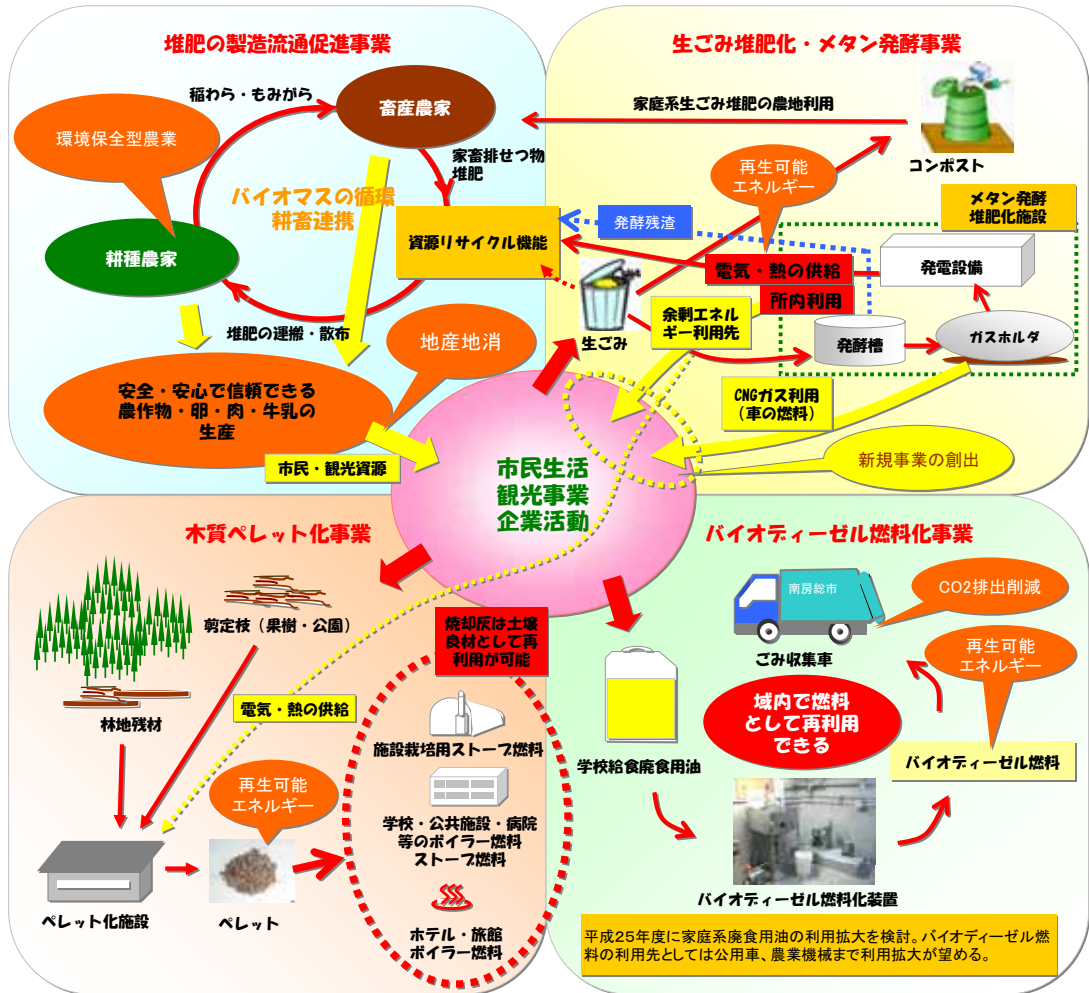 堆肥の製造流通促進事業
稲わら・もみがら
畜産農家
環境保全型農業
家畜排せつ物
堆肥
バイオマスの循環
耕畜連携
耕種農家
資源リサイクル機能
堆肥の運搬・散布
地産地消
安全・安心で信頼できる
農作物・卵・肉・牛乳の
生産
市民・観光資源
生ごみ堆肥化・メタン発酵事業
家庭系生ごみ堆肥の農地利用
コンポスト
再生可能
エネルギー
メタン発酵
堆肥化施設
発酵残渣
電気・熱の供給
発電設備
所内利用
余剰エネル
ギー利用先
生ごみ
発酵槽
ガスホルダ
CNGガス利用
（車の燃料）
新規事業の創出
市民生活
観光事業
企業活動
木質ペレット化事業
剪定枝（果樹・公園）
林地残材
焼却灰は土壌
良材として再
利用が可能
電気・熱の供給
施設栽培用ストーブ燃料
再生可能
エネルギー
学校・公共施設・病院
等のボイラー燃料
ストーブ燃料
ペレット化施設
ペレット
ホテル・旅館
ボイラー燃料
バイオディーゼル燃料化事業
南房総市
CO2排出削減
ごみ収集車
再生可能
エネルギー
域内で燃料
として再利用
できる
学校給食廃食用油
バイオディーゼル燃料
バイオディーゼル燃料化装置
平成25年度に家庭系廃食用油の利用拡大を検討。バイオディーゼル燃
料の利用先としては公用車、農業機械まで利用拡大が望める。